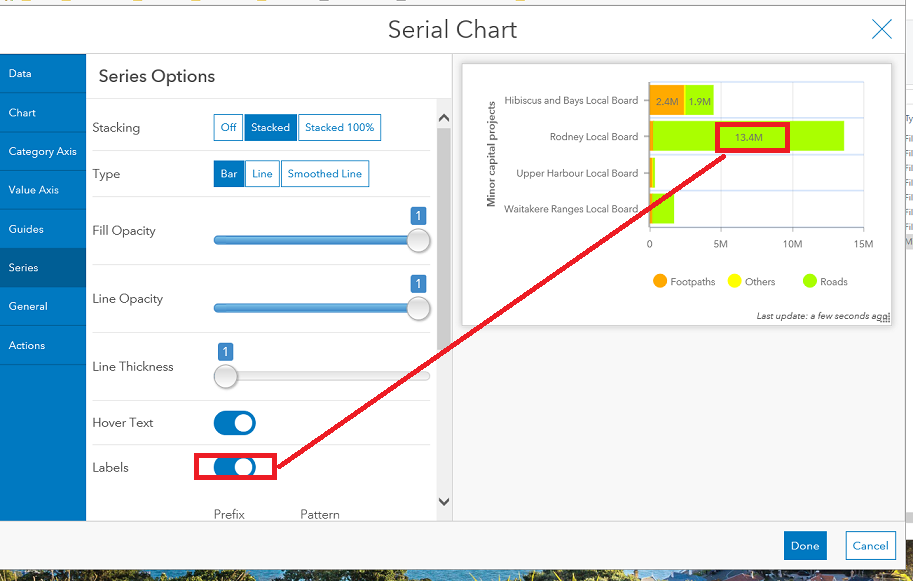 Serial Chart
Data
Chart
Category Axis
Value Axis
Guides
Series
General
Actions
Series Options
Stacking
Off
Stacked
Stacked 100%
Type
Bar
Line
Smoothed Line
Fill Opacity
1
Line Opacity
1
Line Thickness
1
Hover Text
Labels
Prefix
Pattern
Minor capital projects
Hibiscus and Bays Local Board
2.4M
1.9M
Rodney Local Board
13.4M
Upper Harbour Local Board
Waitakere Ranges Local Board
0
5M
10M
15M
Footpaths
Others
Roads
Last update: a few seconds ago
Done
Cancel